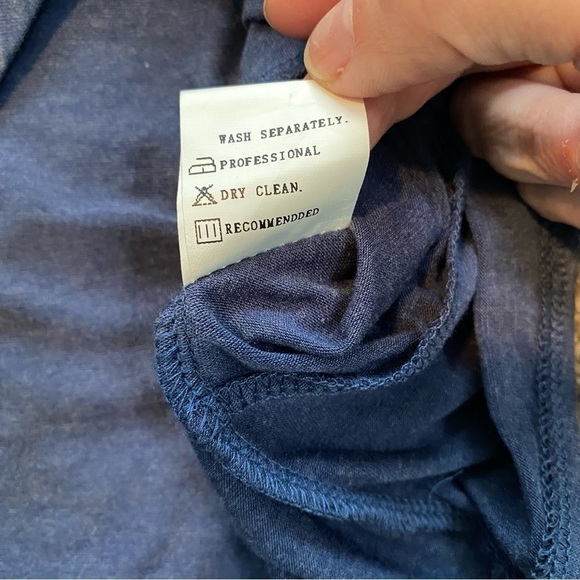 WASH SEPARATELY.
PROFESSIONAL
DRY CLEAN.
RECOMMENDDED